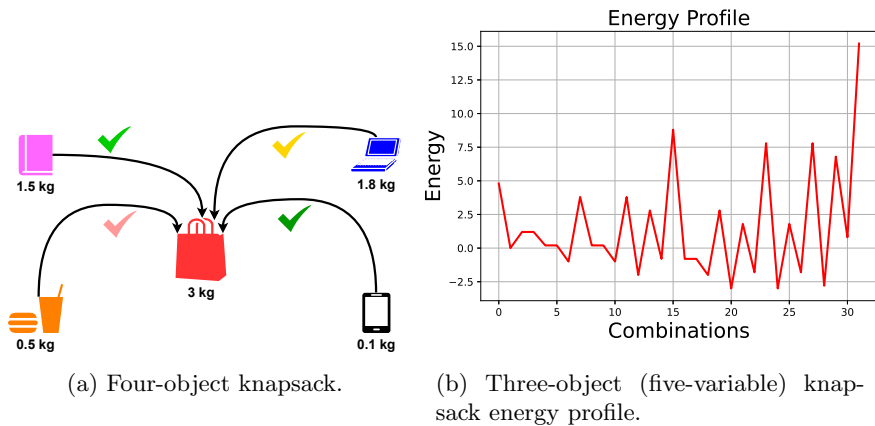 1.5 kg
1.8 kg
3 kg
0.5 kg
0.1 kg
(a) Four-object knapsack.
Energy Profile
Energy
15.0
12.5
10.0
7.5
5.0
2.5
0.0
−2.5
0 5 10 15 20 25 30
Combinations
(b) Three-object (five-variable) knap-
sack energy profile.